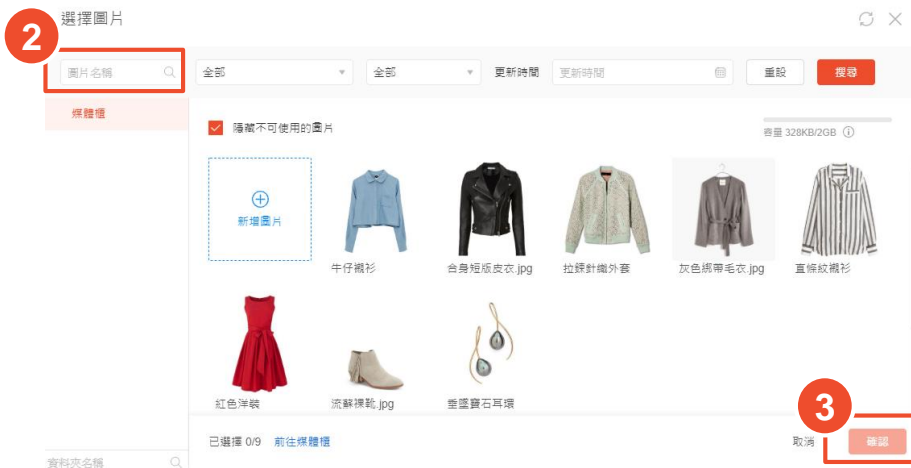 選擇圖片
2
圖片名稱
全部
全部
更新時間
更新時間
重設
搜尋
媒體櫃
隱藏不可使用的圖片
容量 328KB/2GB
新增圖片
牛仔襯衫
合身短版皮衣.jpg
拉鍊針織外套
灰色綁帶毛衣.jpg
直條紋襯衫
紅色洋裝
流蘇裸靴.jpg
垂墜寶石耳環
3
已選擇 0/9
前往媒體櫃
取消
確認
資料夾名稱